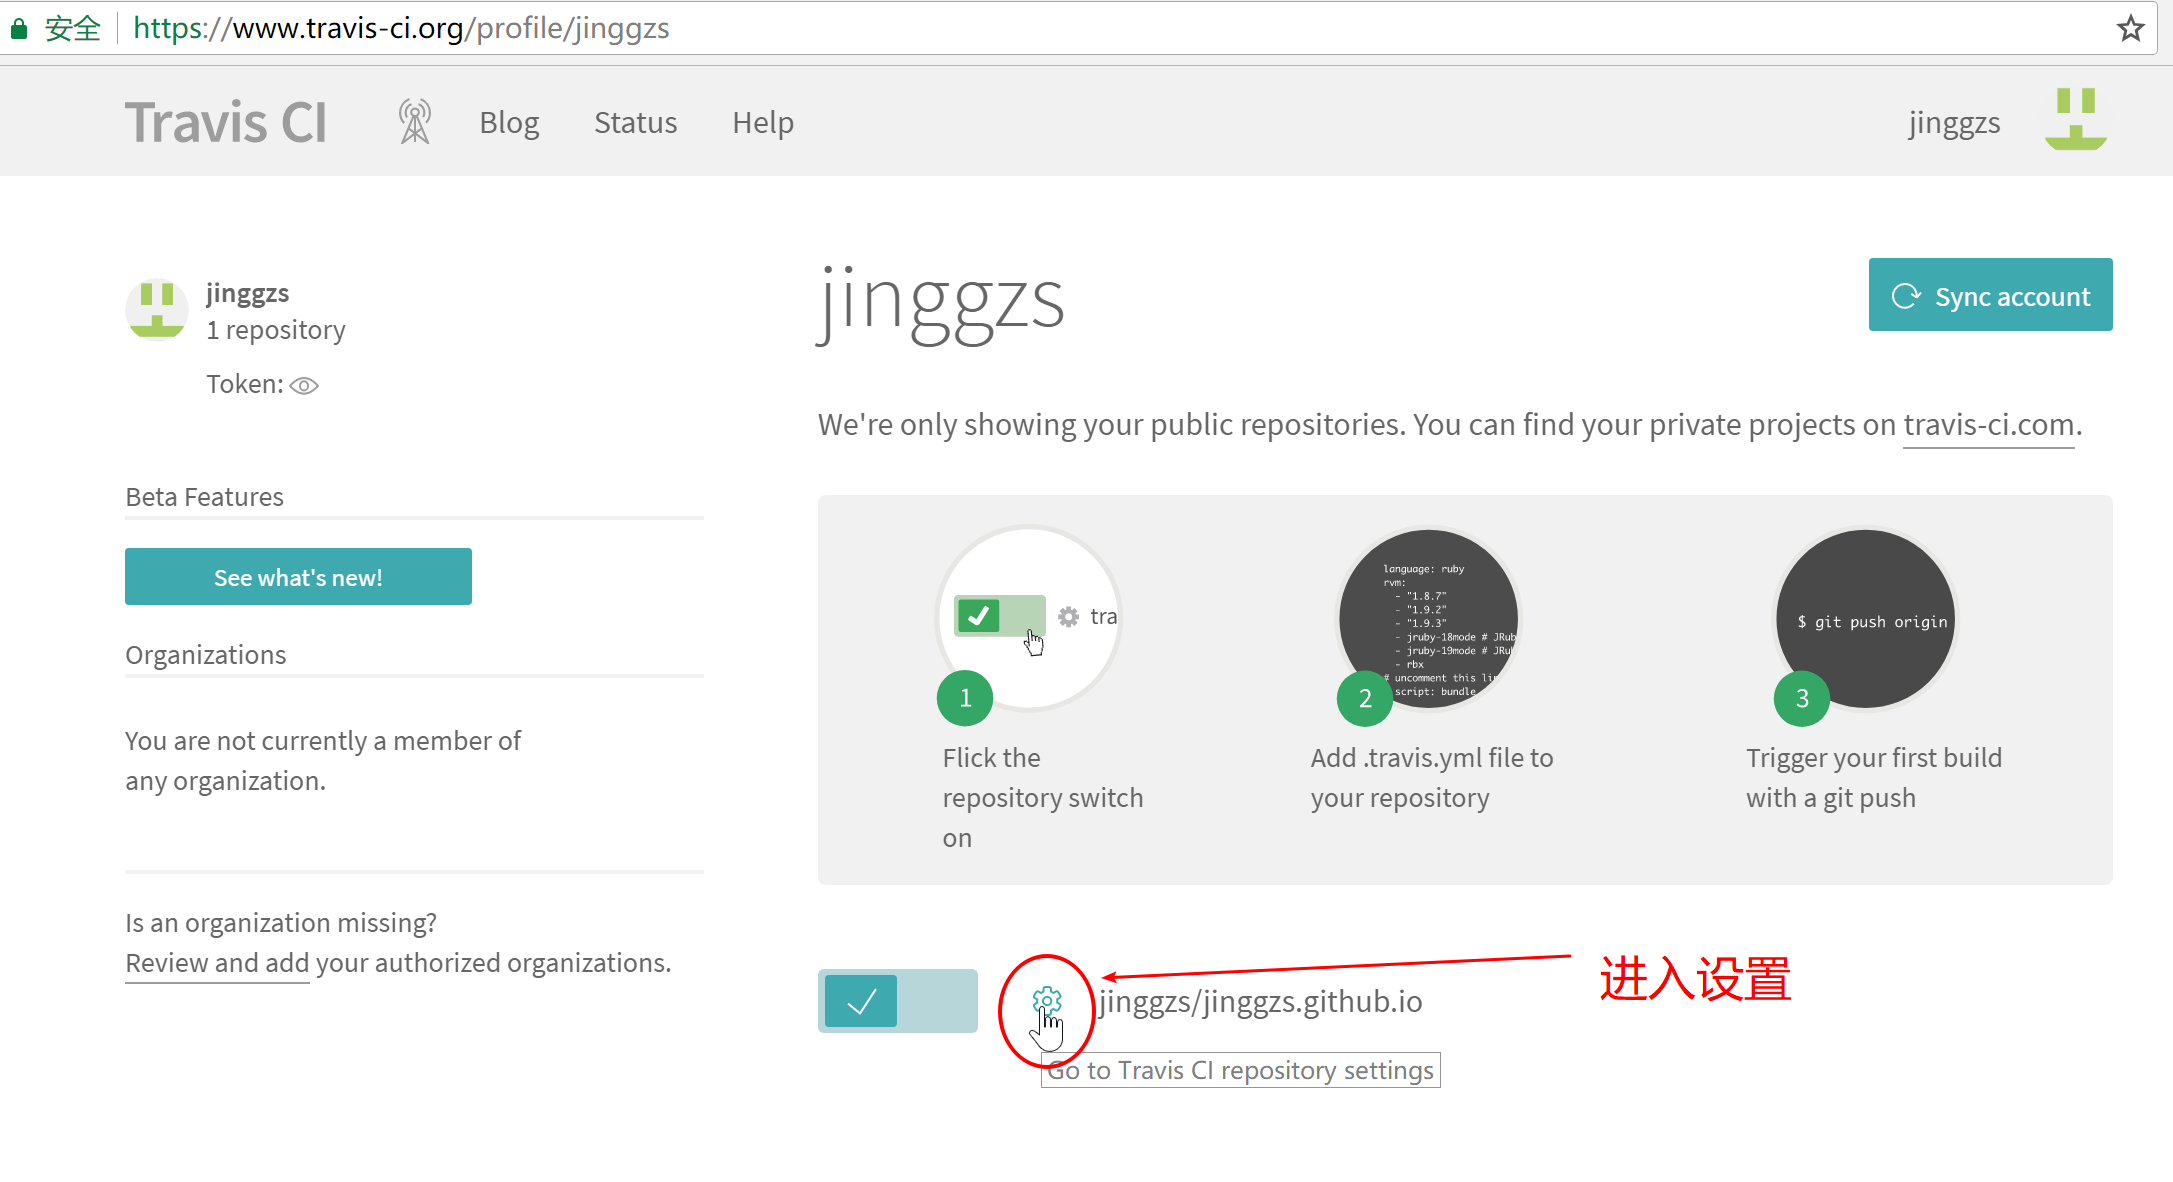 安全 https://www.travis-ci.org/profile/jinggzs
Travis CI Blog Status Help jinggzs
jinggzs
1 repository
Token:
Beta Features
See what's new!
Organizations
You are not currently a member of
any organization.
Is an organization missing?
Review and add your authorized organizations.
jinggzs
Sync account
We're only showing your public repositories. You can find your private projects on travis-ci.com.
tra
1
Flick the
repository switch
on
language: ruby
rvm:
- "1.8.7"
- "1.9.2"
- "1.9.3"
- jruby-18mode # JRub
- jruby-19mode # JRu
- rbx
# uncomment this li
script: bundle
2
Add .travis.yml file to
your repository
$ git push origin
3
Trigger your first build
with a git push
jinggzs/jinggzs.github.io
进入设置
Go to Travis CI repository settings